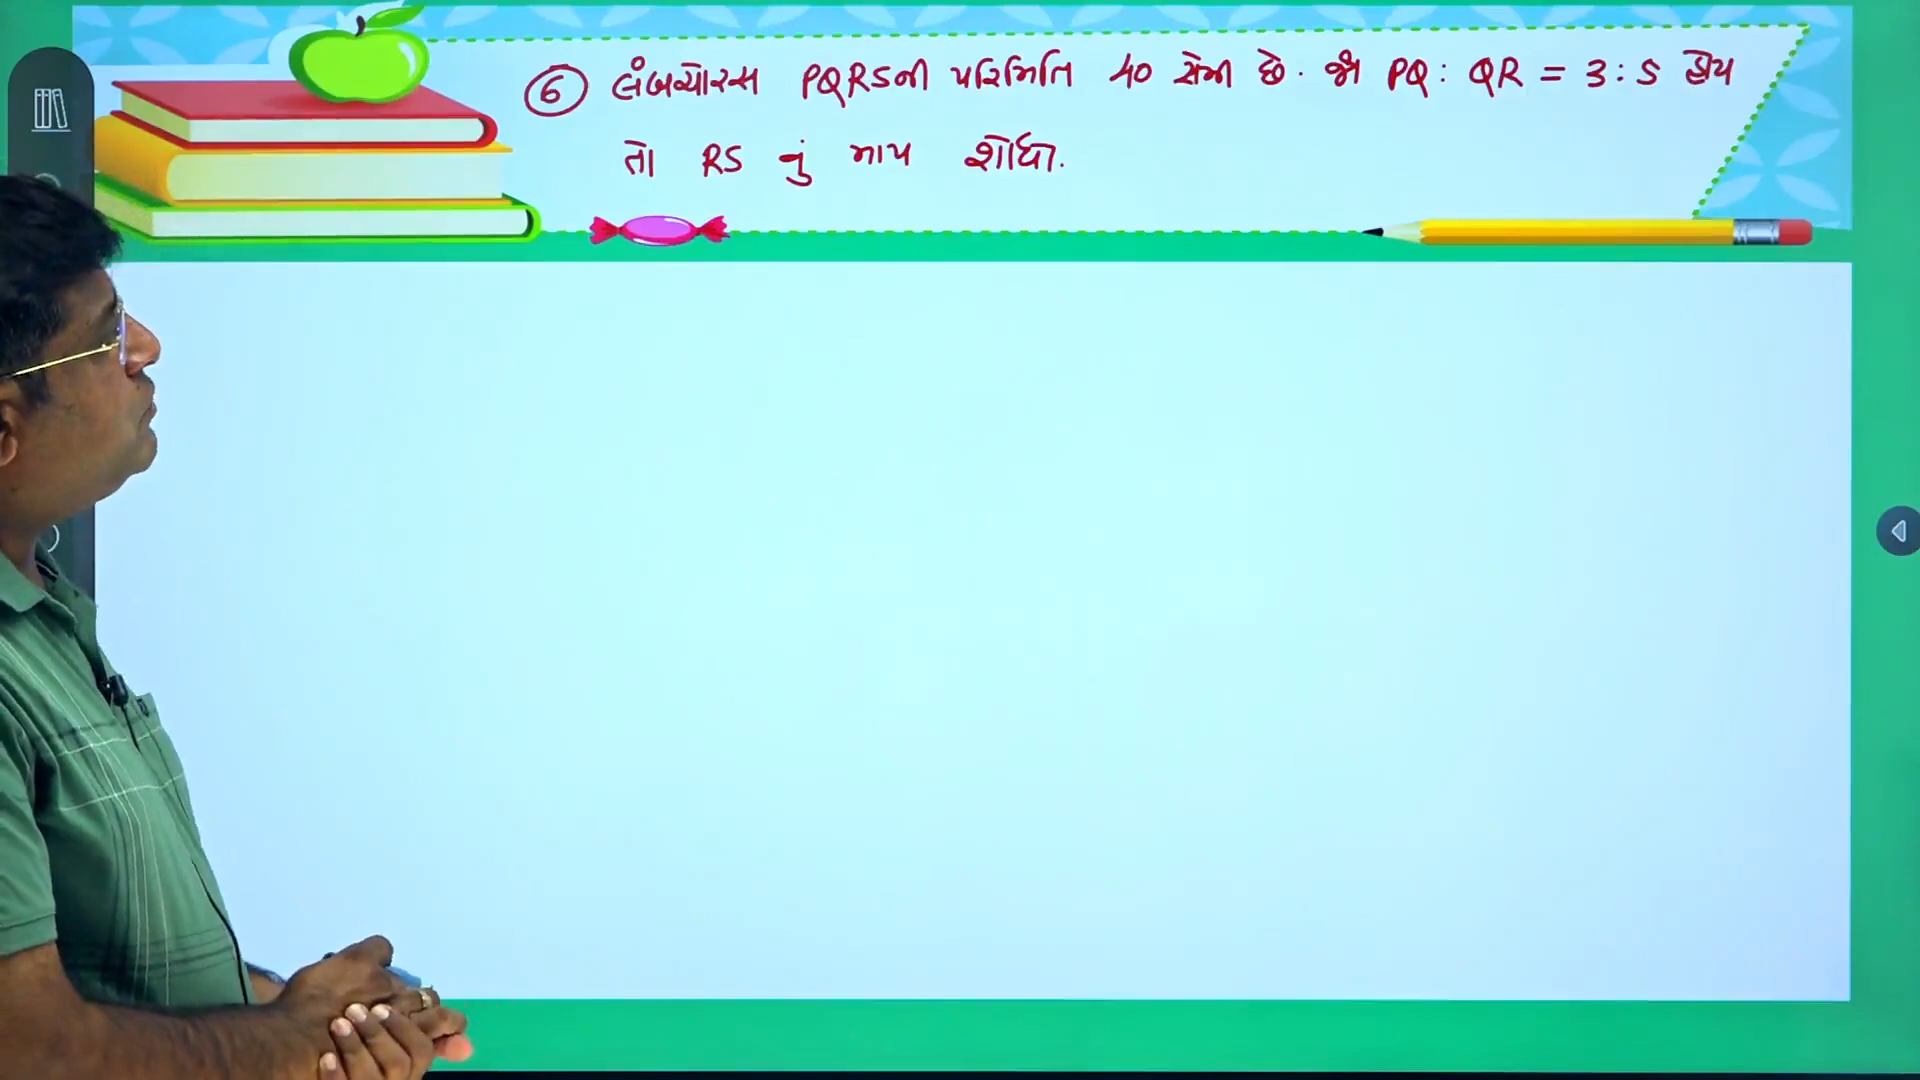 6 લંબચોરસ PQRSની પરિમિતિ 40 સેમી છે. જો PQ : QR = 3 : 5 હોય
તો RS નું માપ શોધો.